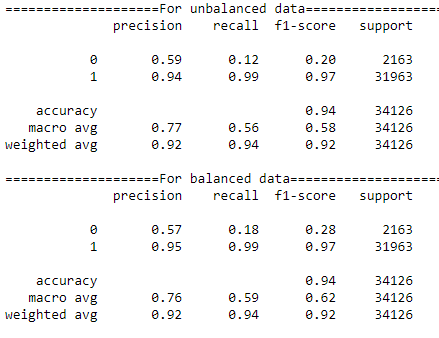 ====================For unbalanced data==================
precision recall f1-score support
0 0.59 0.12 0.20 2163
1 0.94 0.99 0.97 31963
accuracy 0.94 34126
macro avg 0.77 0.56 0.58 34126
weighted avg 0.92 0.94 0.92 34126
====================For balanced data====================
precision recall f1-score support
0 0.57 0.18 0.28 2163
1 0.95 0.99 0.97 31963
accuracy 0.94 34126
macro avg 0.76 0.59 0.62 34126
weighted avg 0.92 0.94 0.92 34126